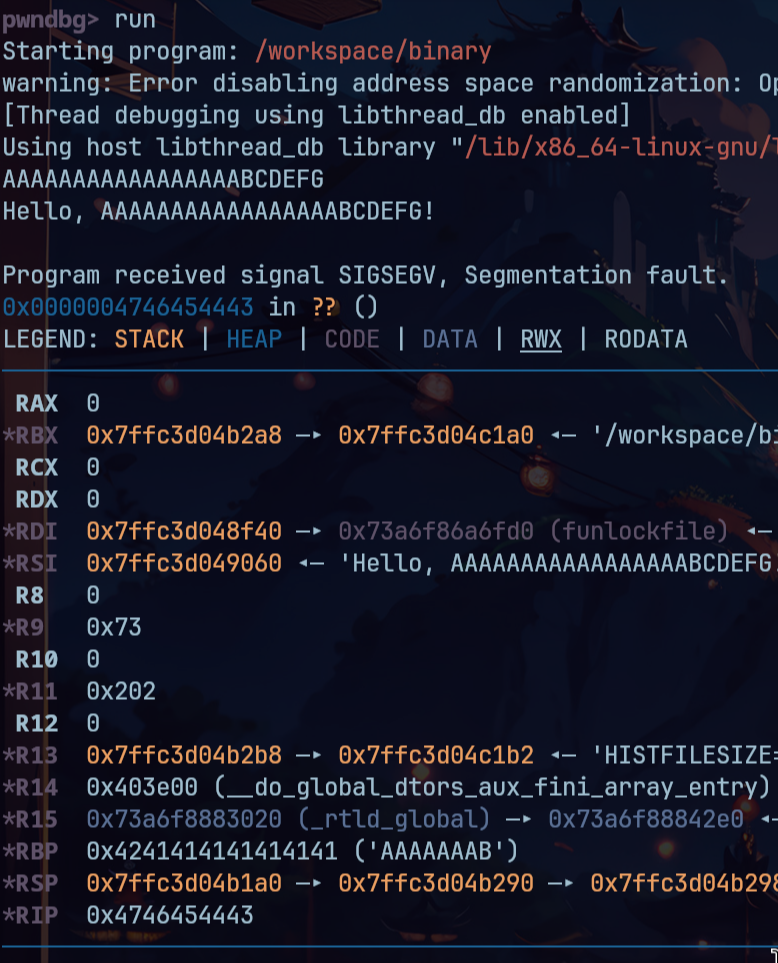 pwndbg> run
Starting program: /workspace/binary
warning: Error disabling address space randomization: Op
[Thread debugging using libthread_db enabled]
Using host libthread_db library "/lib/x86_64-linux-gnu/
AAAAAAAAAAAAAAAAABCDEFG
Hello, AAAAAAAAAAAAAAAAABCDEFG!
Program received signal SIGSEGV, Segmentation fault.
0x0000004746454443 in ?? ()
LEGEND: STACK | HEAP | CODE | DATA | RWX | RODATA
RAX 0
*RBX 0x7ffc3d04b2a8 —▸ 0x7ffc3d04c1a0 ◂— '/workspace/bi
RCX 0
RDX 0
*RDI 0x7ffc3d048f40 —▸ 0x73a6f86a6fd0 (funlockfile) ◂—
*RSI 0x7ffc3d049060 ◂— 'Hello, AAAAAAAAAAAAAAAAABCDEFG
R8 0
*R9 0x73
R10 0
*R11 0x202
R12 0
*R13 0x7ffc3d04b2b8 —▸ 0x7ffc3d04c1b2 ◂— 'HISTFILESIZE=
*R14 0x403e00 (__do_global_dtors_aux_fini_array_entry)
*R15 0x73a6f8883020 (_rtld_global) —▸ 0x73a6f88842e0 ◂—
*RBP 0x4241414141414141 ('AAAAAAAB')
*RSP 0x7ffc3d04b1a0 —▸ 0x7ffc3d04b290 —▸ 0x7ffc3d04b298
*RIP 0x4746454443